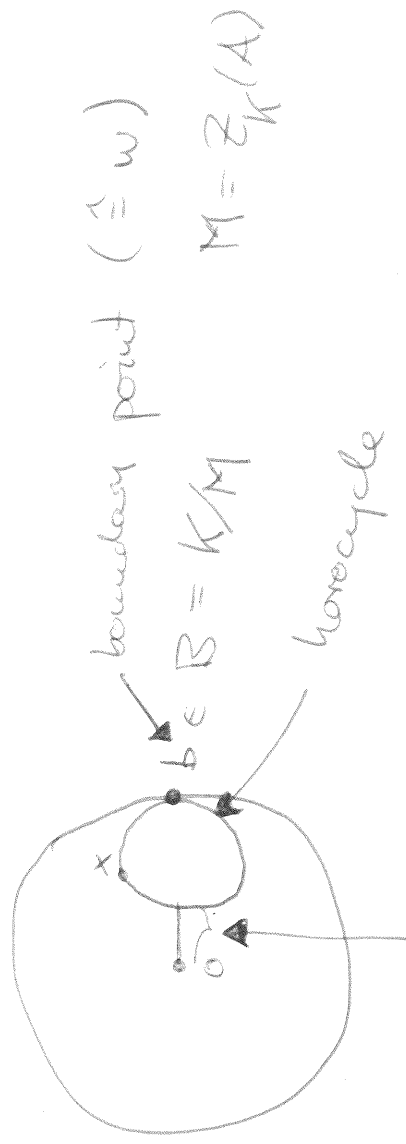 boundary point (≙ w)
b ∈ B = K/M
M = Z_K(A)
horocycle
x
o